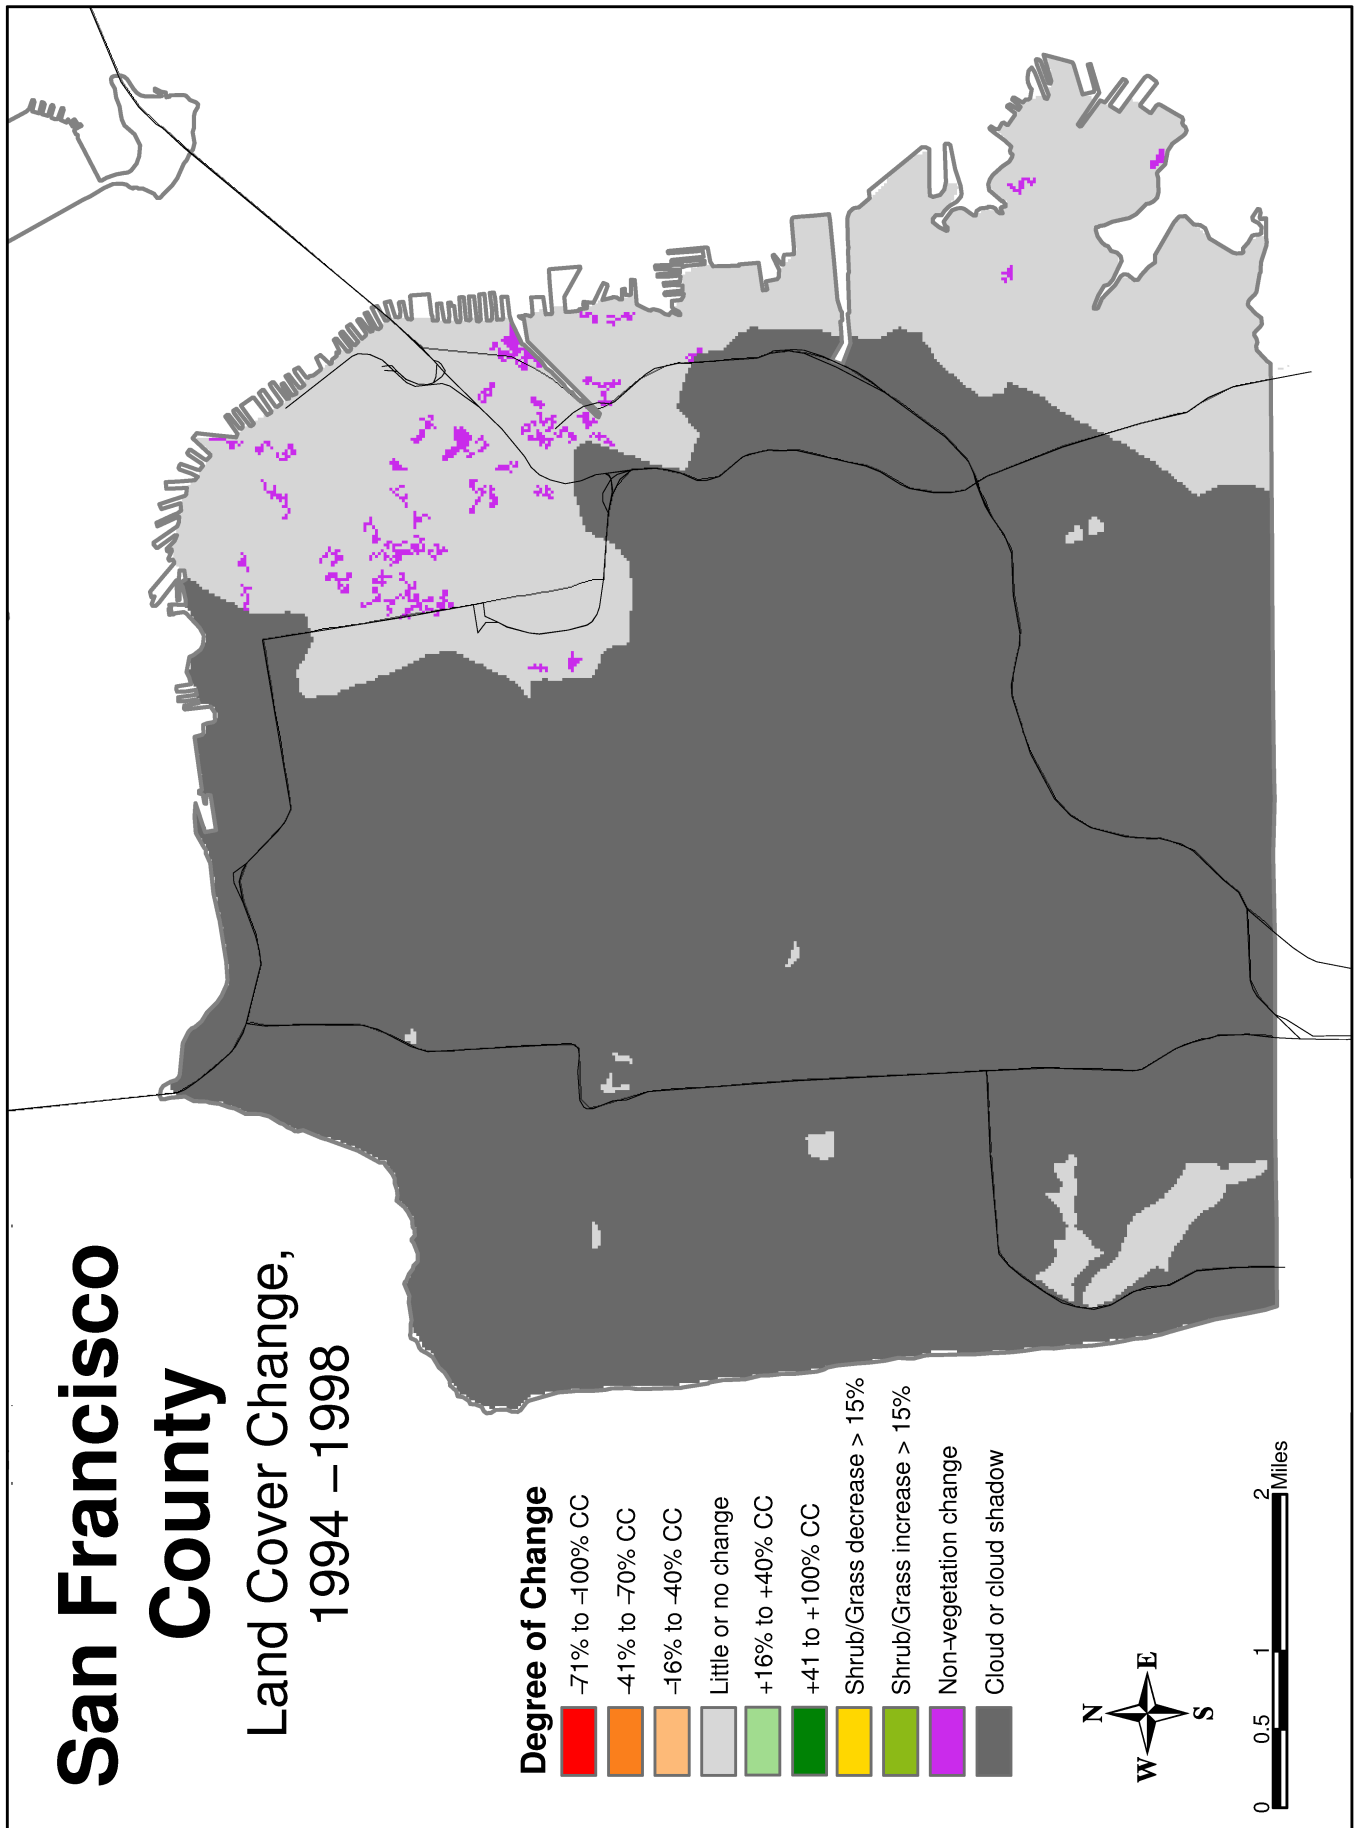 San Francisco
County
Land Cover Change,
1994 –1998
Degree of Change
–71% to –100% CC
–41% to –70% CC
–16% to –40% CC
Little or no change
+16% to +40% CC
+41 to +100% CC
Shrub/Grass decrease > 15%
Shrub/Grass increase > 15%
Non–vegetation change
Cloud or cloud shadow
N
W E
S
0 0.5 1 2
Miles